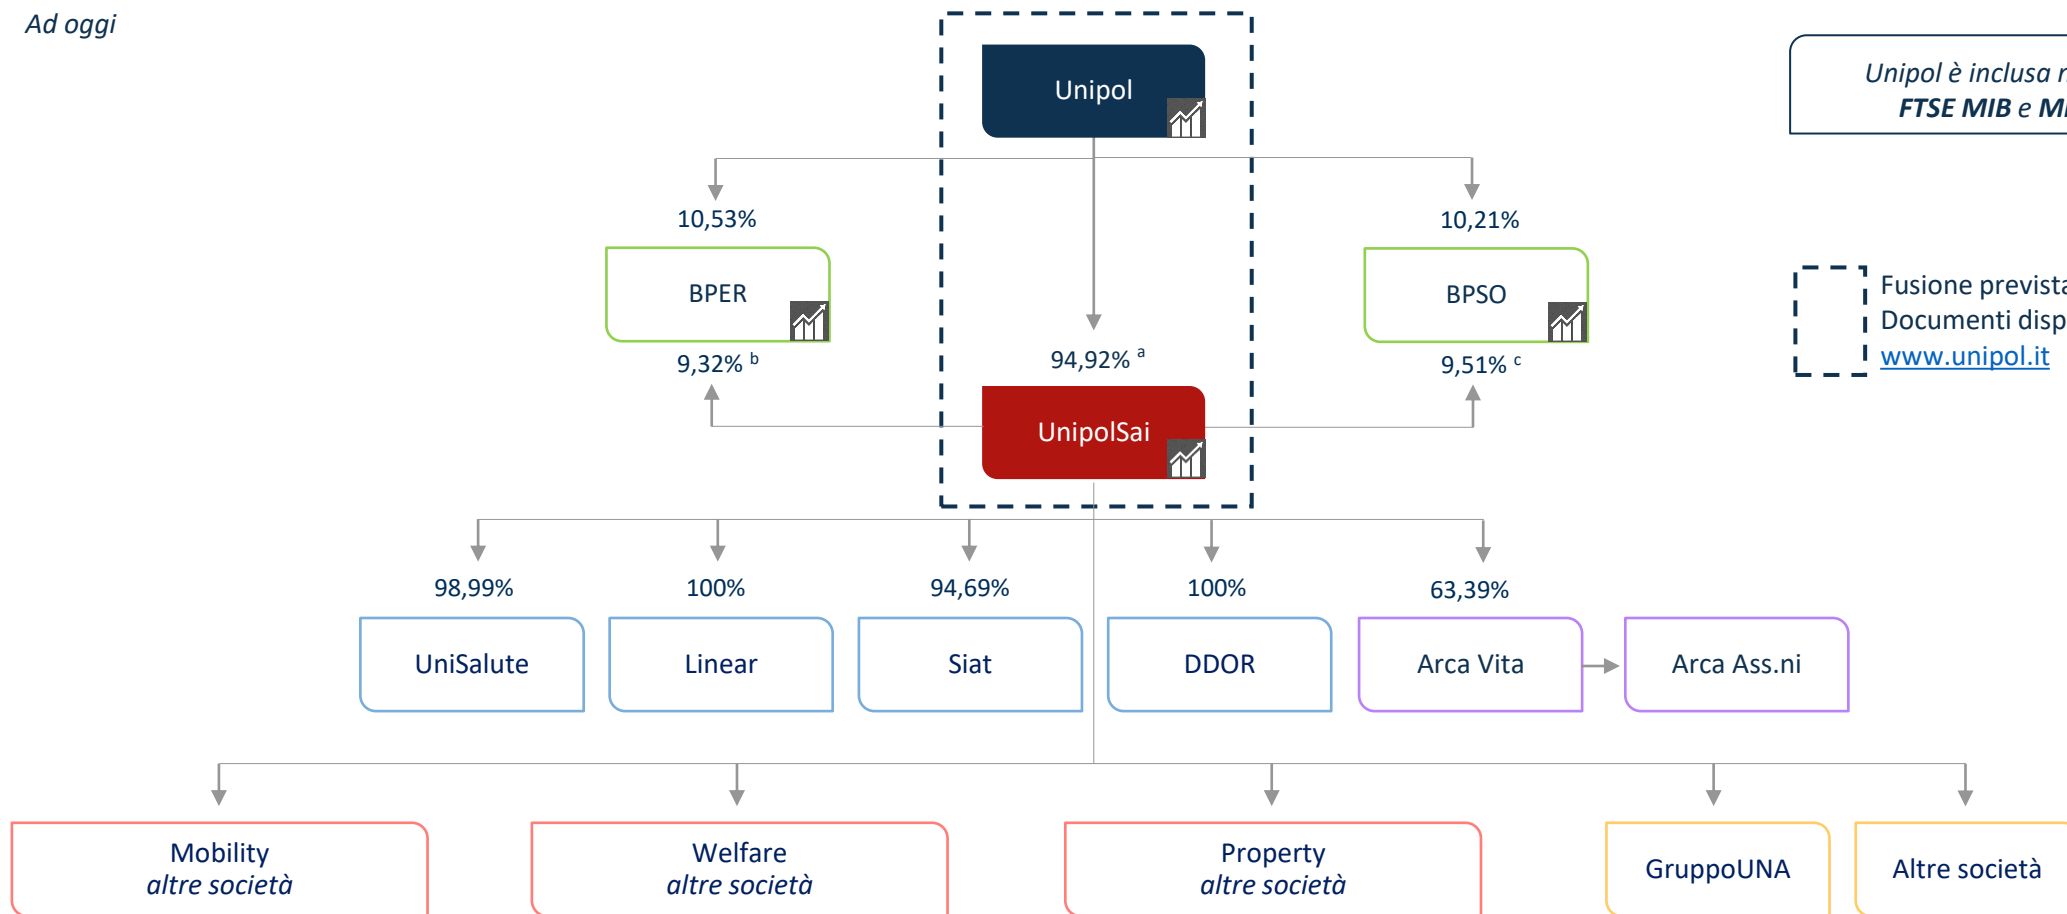 Ad oggi
Unipol
Unipol è inclusa
FTSE MIB e
10,53%
10,21%
BPER
BPSO
Fusione prevista
Documenti
www.unipol.it
9,32% b
94,92% a
9,51% c
UnipolSai
98,99%
100%
94,69%
100%
63,39%
UniSalute
Linear
Siat
DDOR
Arca Vita
Arca Ass.ni
Mobility
altre società
Welfare
altre società
Property
altre società
GruppoUNA
Altre società